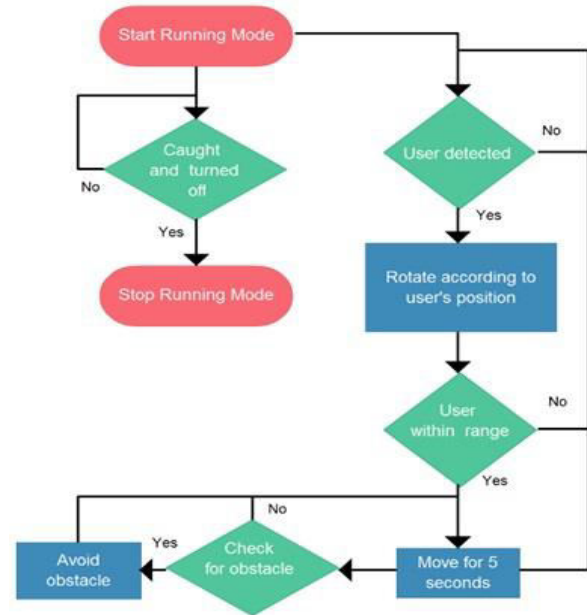 Start Running Mode
Caught
and turned
off
No
Yes
Stop Running Mode
User detected
No
Yes
Rotate according to
user's position
User
within range
No
Yes
Move for 5
seconds
Check
for obstacle
No
Yes
Avoid
obstacle